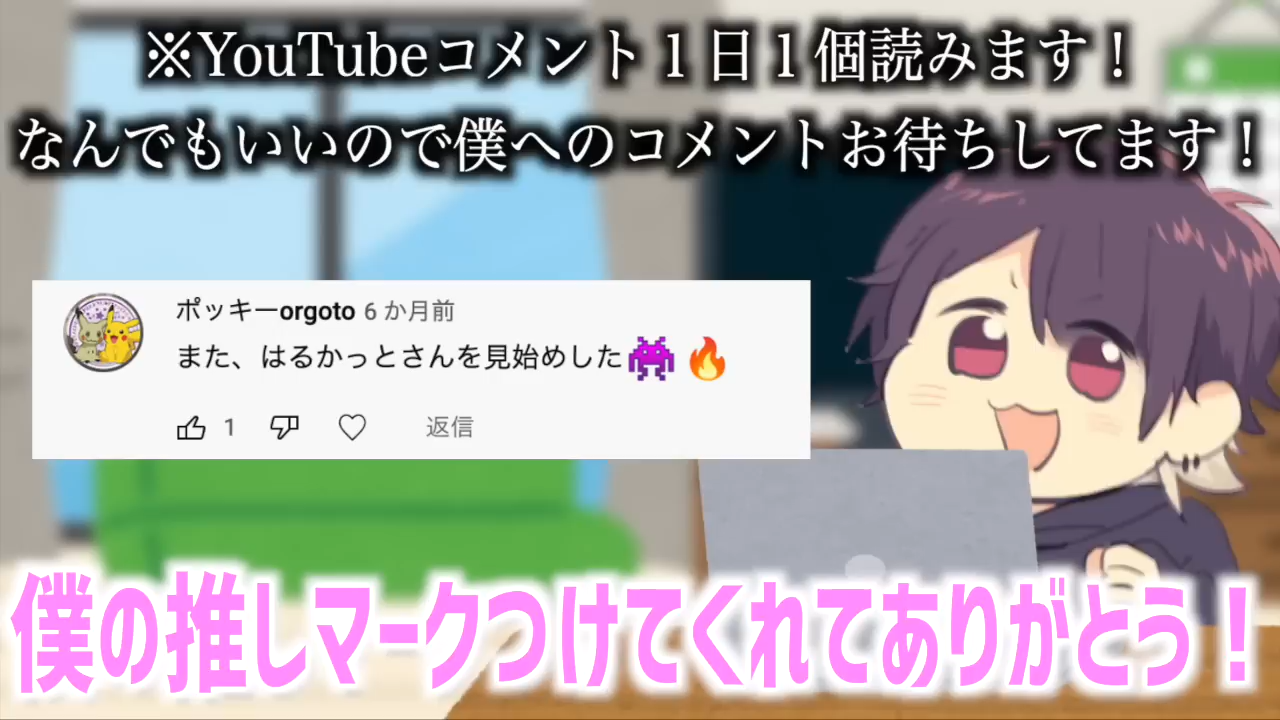 ※YouTubeコメント１日１個読みます！
なんでもいいので僕へのコメントお待ちしてます！
ポッキーorgoto 6 か月前
また、はるかっとさんを見始めした👾🔥
1 返信
僕の推しマークつけてくれてありがとう！